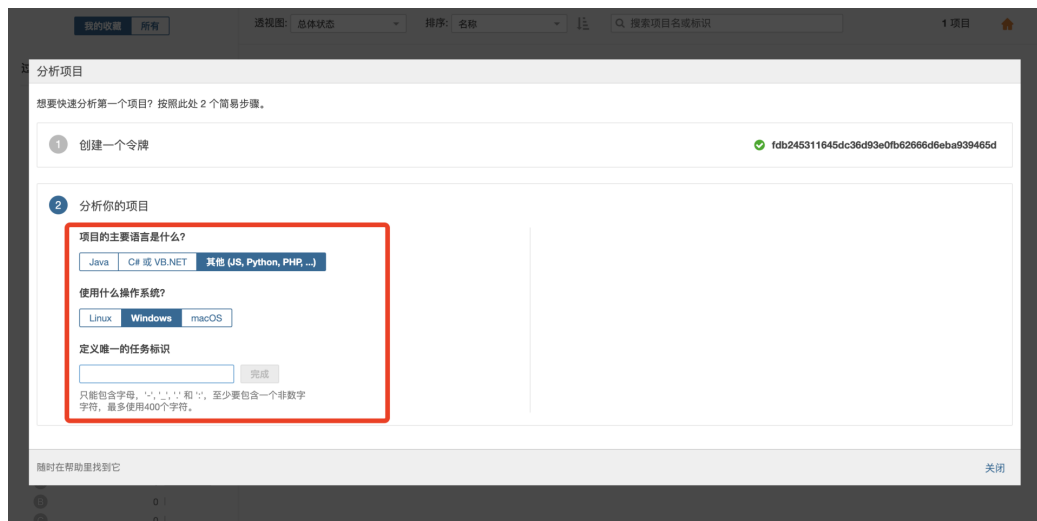 我的收藏 所有 透视图: 总体状态 排序: 名称 搜索项目名或标识 1 项目
分析项目
想要快速分析第一个项目？按照此处 2 个简易步骤。
1 创建一个令牌 fdb245311645dc36d93e0fb62666d6eba939465d
2 分析你的项目
项目的主要语言是什么?
Java C# 或 VB.NET 其他 (JS, Python, PHP, ...)
使用什么操作系统?
Linux Windows macOS
定义唯一的任务标识
完成
只能包含字母, '-', '_', '.' 和 ':', 至少要包含一个非数字
字符，最多使用400个字符。
随时在帮助里找到它 关闭
0
0